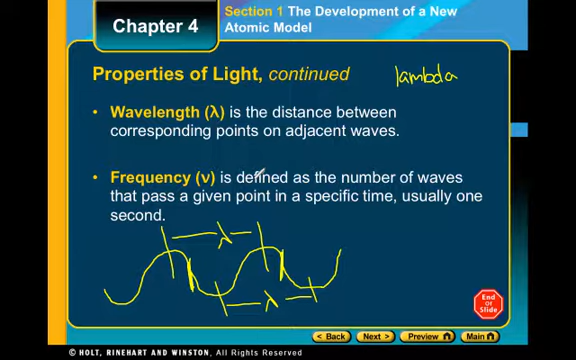 Chapter 4
Section 1 The Development of a New
Atomic Model
Properties of Light, continued
lambda
• Wavelength (λ) is the distance between
corresponding points on adjacent waves.
• Frequency (ν) is defined as the number of waves
that pass a given point in a specific time, usually one
second.
λ
λ
End
Of
Slide
Back
Next
Preview
Main
© HOLT, RINEHART AND WINSTON, All Rights Reserved